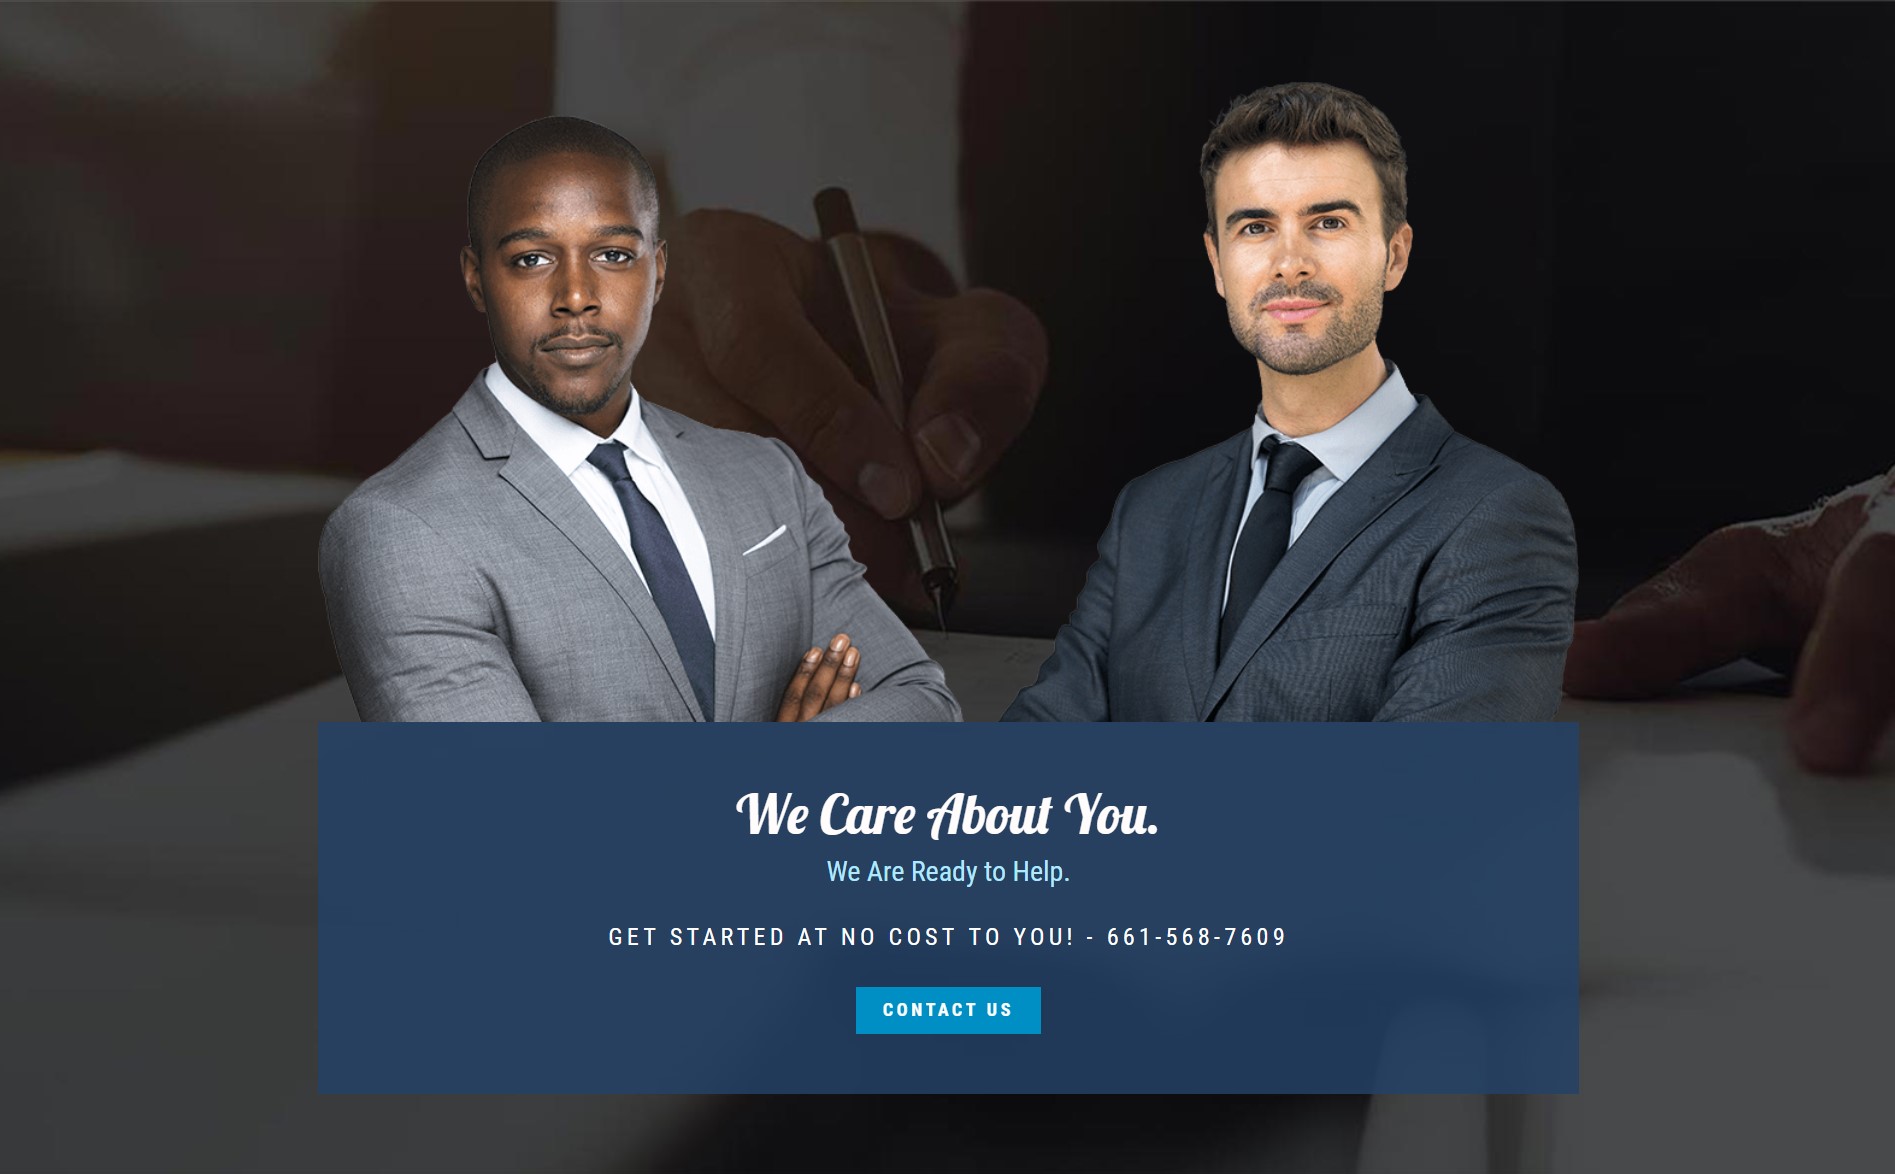 We Care About You.
We Are Ready to Help.
GET STARTED AT NO COST TO YOU! - 661-568-7609
CONTACT US